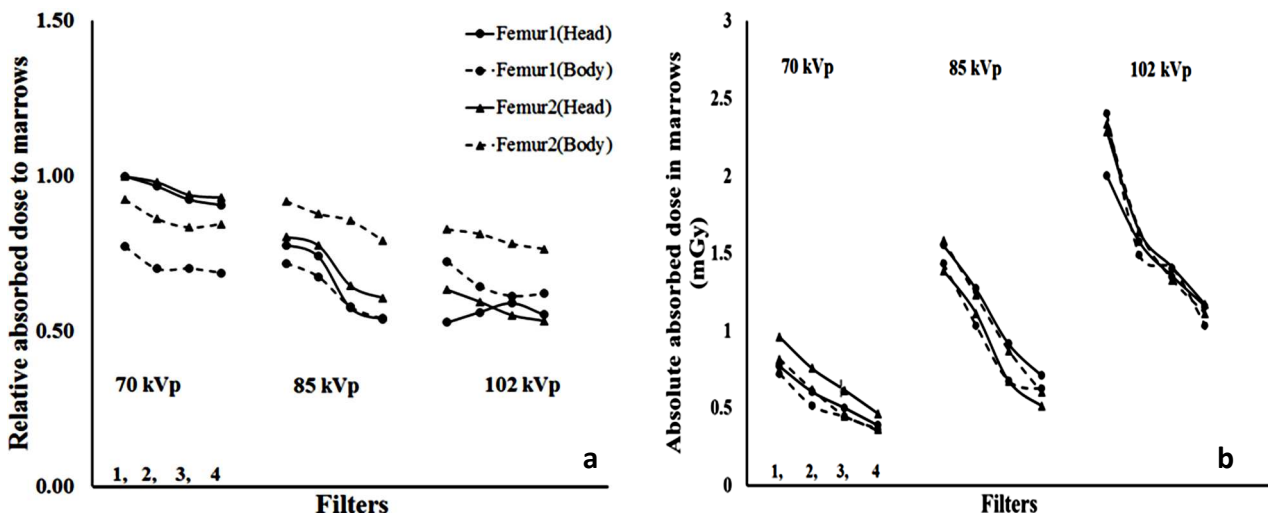 Relative absorbed dose to marrows
1.50
1.00
0.50
0.00
Femur1(Head)
Femur1(Body)
Femur2(Head)
Femur2(Body)
70 kVp
85 kVp
102 kVp
1, 2, 3, 4
Filters
a
Absolute absorbed dose in marrows
(mGy)
3
2.5
2
1.5
1
0.5
0
70 kVp
85 kVp
102 kVp
1, 2, 3, 4
Filters
b